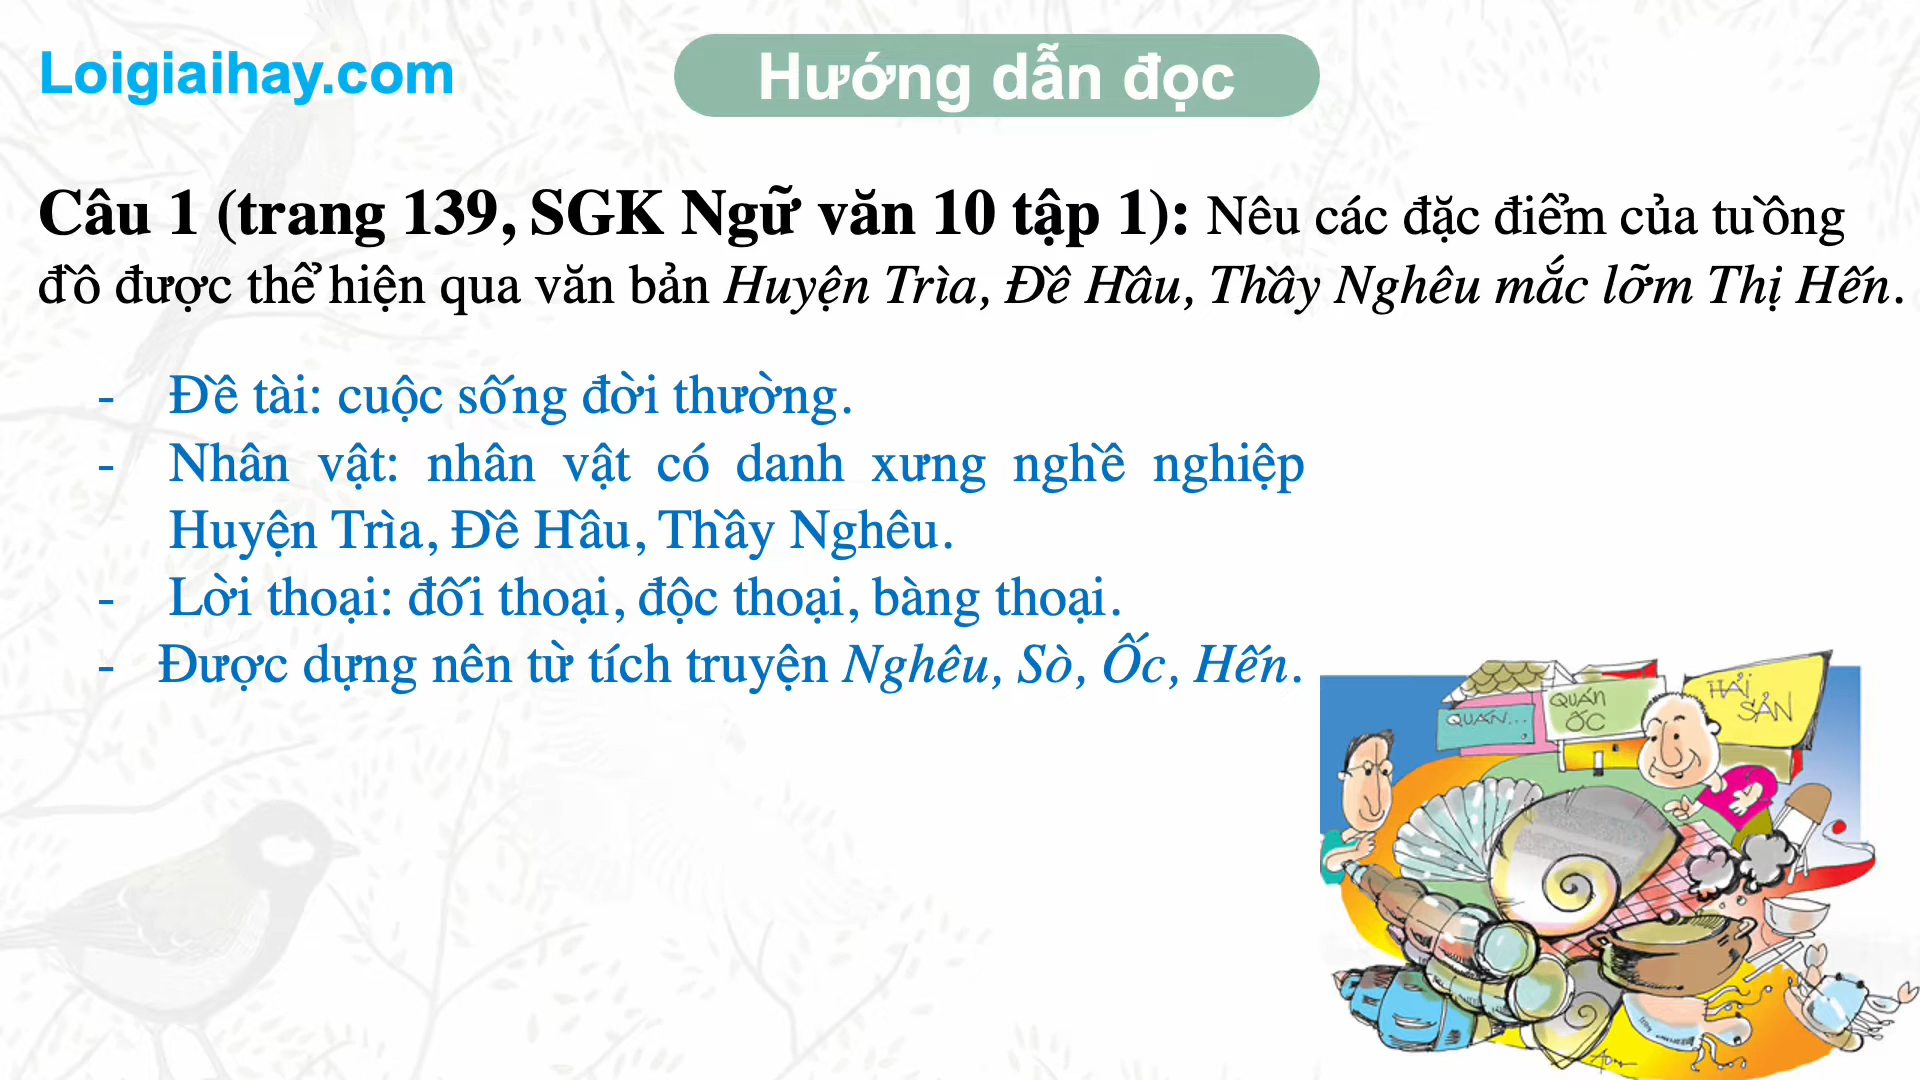 Loigiaihay.com
Hướng dẫn đọc
Câu 1 (trang 139, SGK Ngữ văn 10 tập 1): Nêu các đặc điểm của tuồng
đồ được thể hiện qua văn bản Huyện Trìa, Đề Hầu, Thầy Nghêu mắc lỡm Thị Hến.
- Đề tài: cuộc sống đời thường.
- Nhân vật: nhân vật có danh xưng nghề nghiệp
Huyện Trìa, Đề Hầu, Thầy Nghêu.
- Lời thoại: đối thoại, độc thoại, bàng thoại.
- Được dựng nên từ tích truyện Nghêu, Sò, Ốc, Hến.
QUÁN...
QUÁN
ỐC
HẢI
SẢN